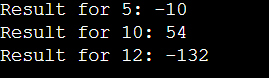 Result for 5: -10
Result for 10: 54
Result for 12: -132